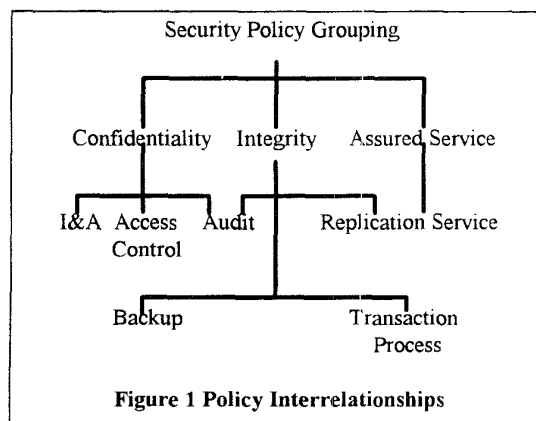 Security Policy Grouping
Confidentiality Integrity Assured Service
I&A Access Control Audit Replication Service
Backup Transaction Process
Figure 1 Policy Interrelationships